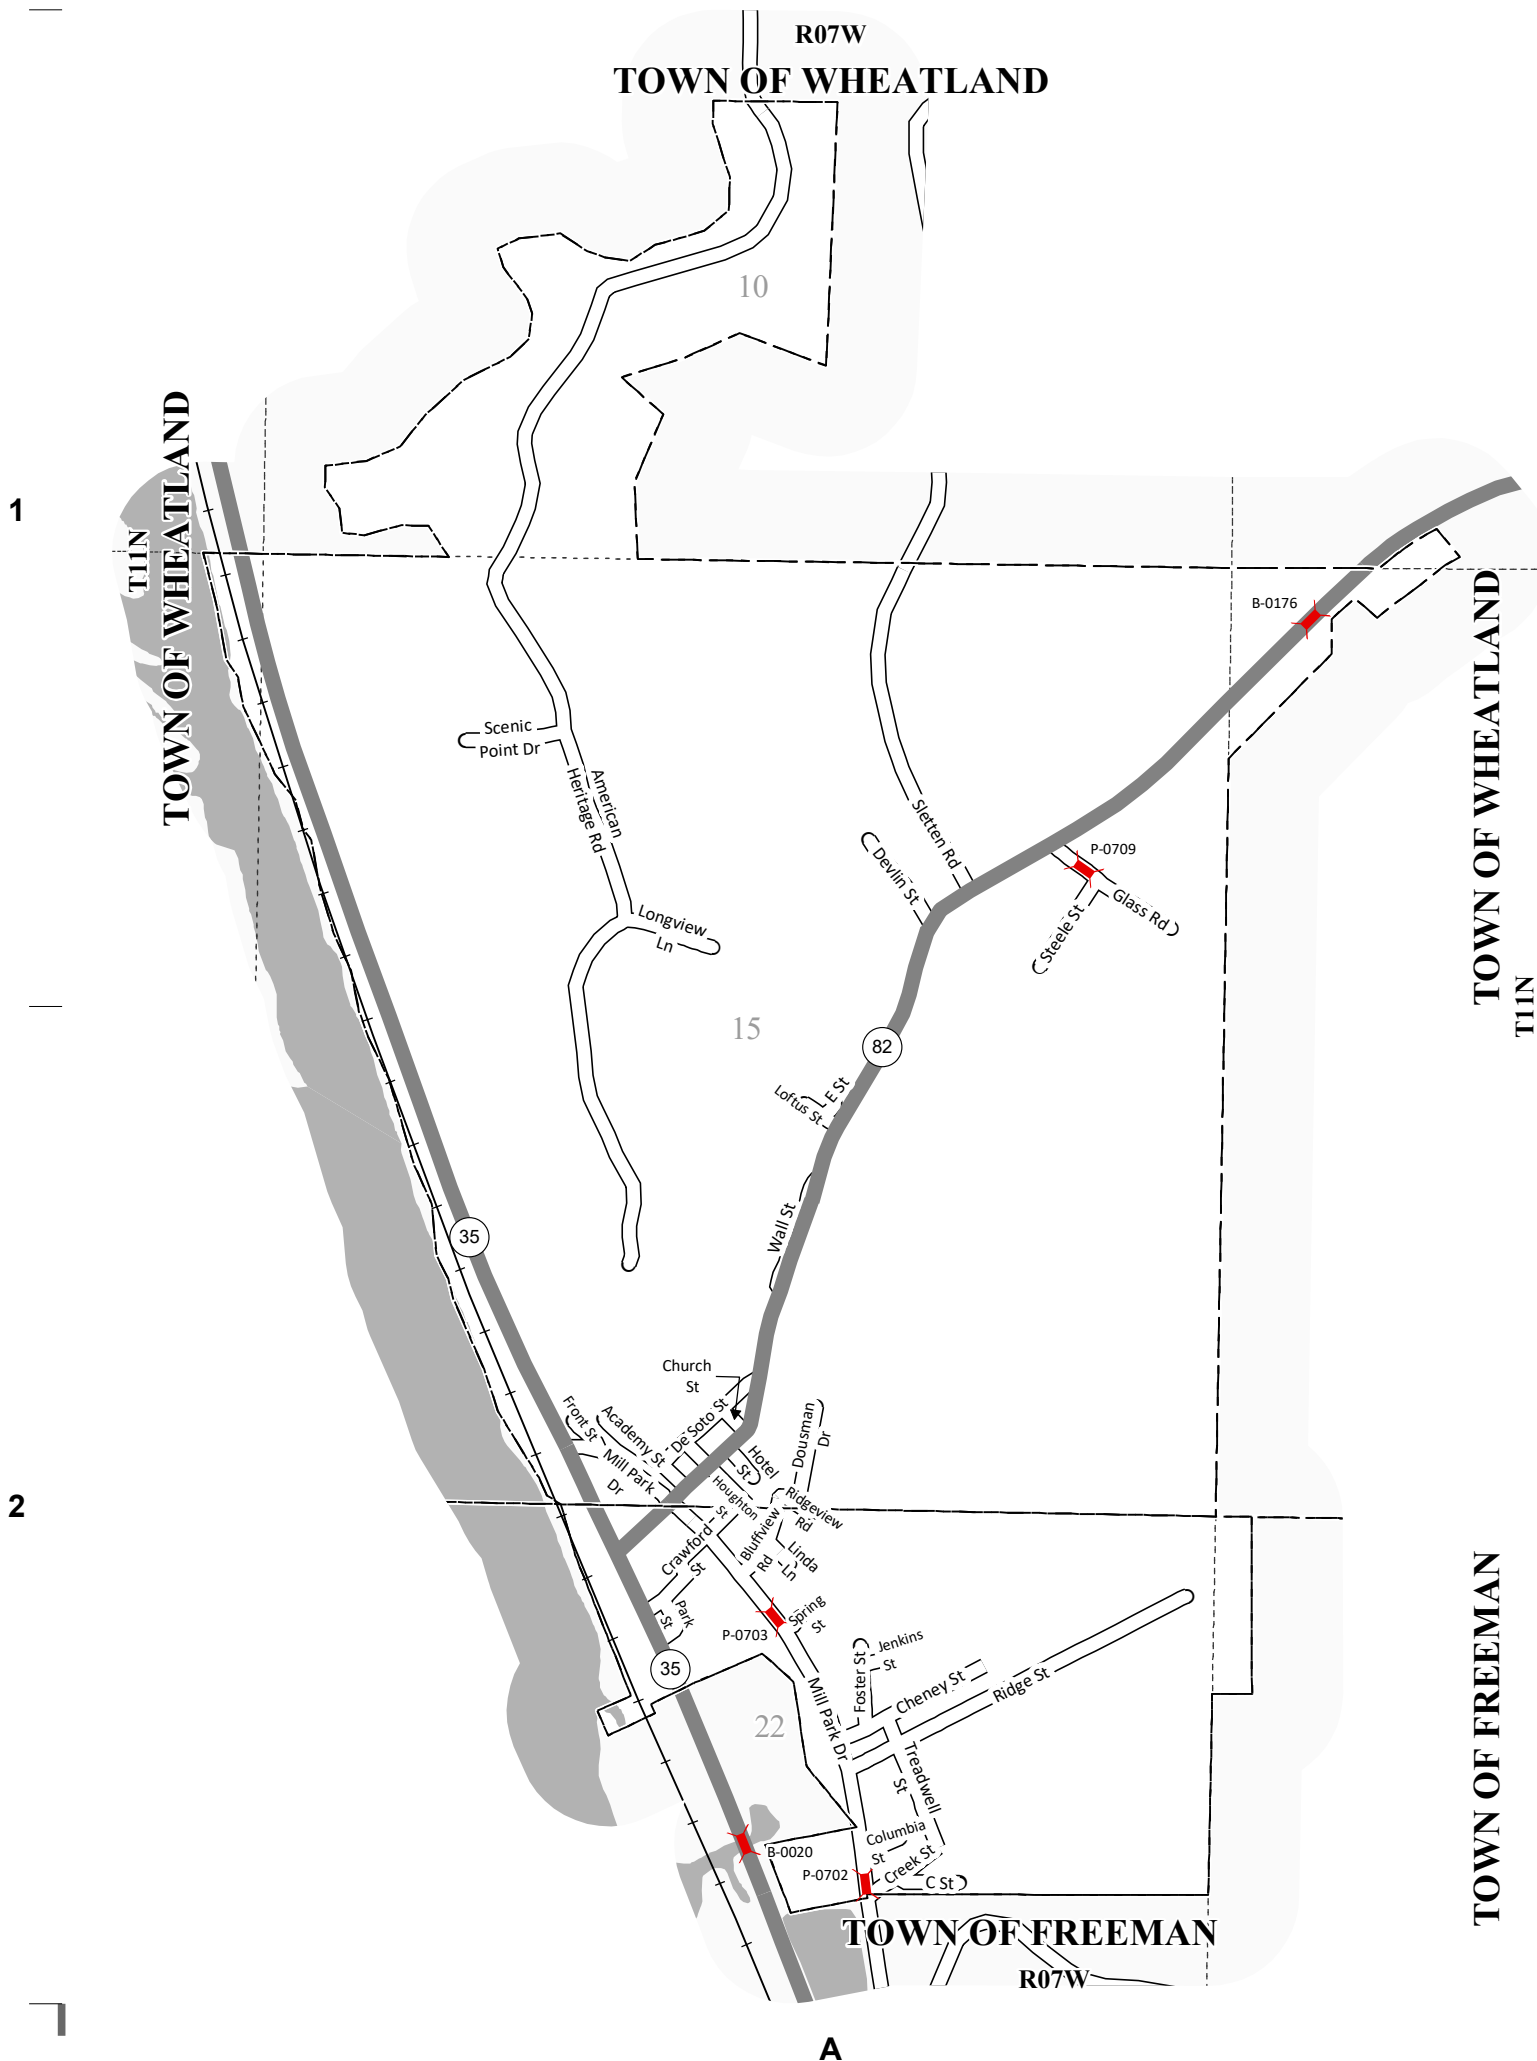 R07W
TOWN OF WHEATLAND
10
TOWN OF WHEATLAND
T11N
1
B-0176
TOWN OF WHEATLAND
T11N
Scenic
Point Dr
American
Heritage Rd
Sletten Rd
Devlin St
P-0709
Glass Rd
Steele St
Longview
Ln
15
82
E St
Loftus St
Wall St
35
Church
St
De Soto St
Front St
Academy St
Mill Park
Dr
Hotel
St
Dousman
Dr
Houghton
St
Ridgeview
Rd
Bluffview
Rd
Linda
Ln
Crawford
St
Park
St
2
P-0703
Spring
St
35
Foster St
Jenkins
St
Cheney St
Ridge St
Mill Park Dr
22
Treadwell
St
Columbia
St
Creek St
C St
B-0020
P-0702
TOWN OF FREEMAN
TOWN OF FREEMAN
R07W
A